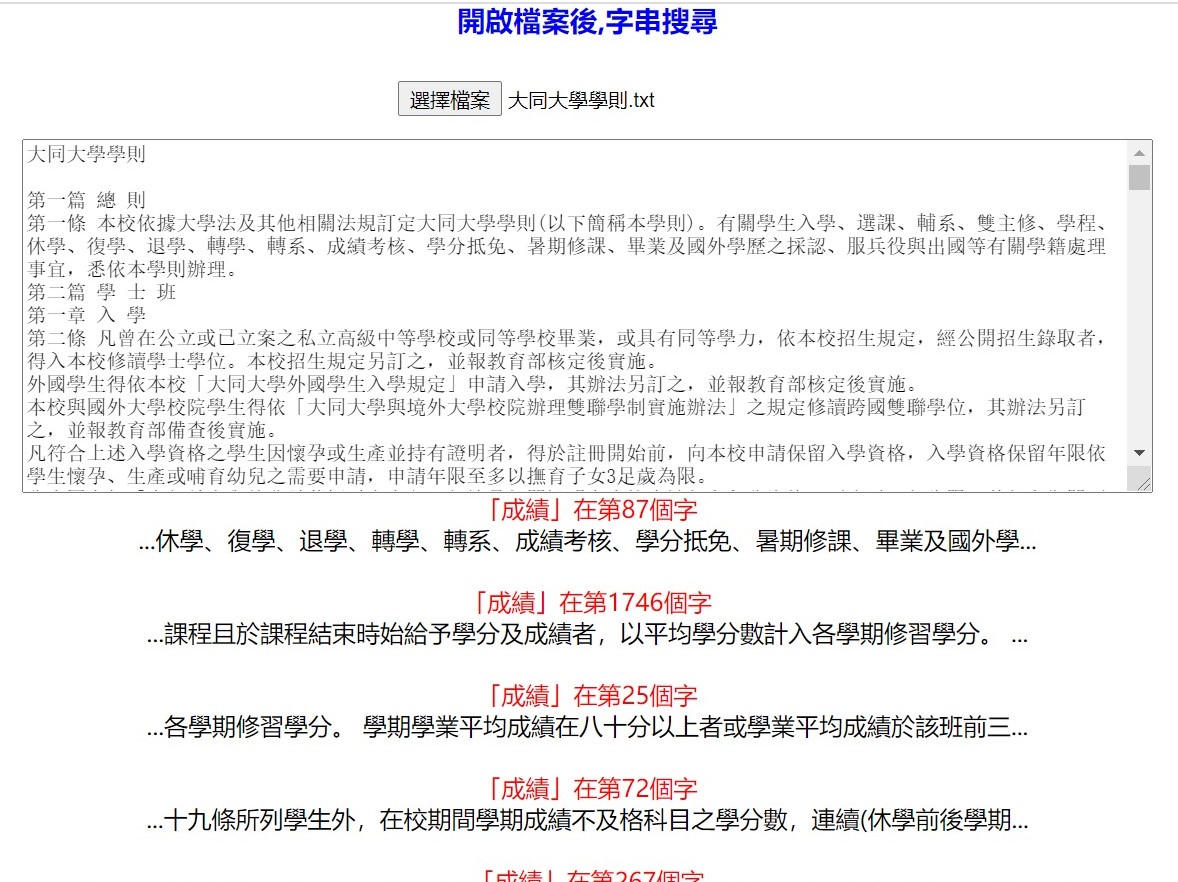 開啟檔案後,字串搜尋
選擇檔案 大同大學學則.txt
大同大學學則
第一篇 總 則
第一條 本校依據大學法及其他相關法規訂定大同大學學則(以下簡稱本學則)。有關學生入學、選課、輔系、雙主修、學程、
休學、復學、退學、轉學、轉系、成績考核、學分抵免、暑期修課、畢業及國外學歷之採認、服兵役與出國等有關學籍處理
事宜，悉依本學則辦理。
第二篇 學 士 班
第一章 入 學
第二條 凡曾在公立或已立案之私立高級中等學校或同等學校畢業，或具有同等學力，依本校招生規定，經公開招生錄取者，
得入本校修讀學士學位。本校招生規定另訂之，並報教育部核定後實施。
外國學生得依本校「大同大學外國學生入學規定」申請入學，其辦法另訂之，並報教育部核定後實施。
本校與國外大學校院學生得依「大同大學與境外大學校院辦理雙聯學制實施辦法」之規定修讀跨國雙聯學位，其辦法另訂
之，並報教育部備查後實施。
凡符合上述入學資格之學生因懷孕或生產並持有證明者，得於註冊開始前，向本校申請保留入學資格，入學資格保留年限依
學生懷孕、生產或哺育幼兒之需要申請，申請年限至多以撫育子女3足歲為限。
「成績」在第87個字
...休學、復學、退學、轉學、轉系、成績考核、學分抵免、暑期修課、畢業及國外學...
「成績」在第1746個字
...課程且於課程結束時始給予學分及成績者，以平均學分數計入各學期修習學分。 ...
「成績」在第25個字
...各學期修習學分。 學期學業平均成績在八十分以上者或學業平均成績於該班前三...
「成績」在第72個字
...十九條所列學生外，在校期間學期成績不及格科目之學分數，連續(休學前後學期...
「成績」在第267個字